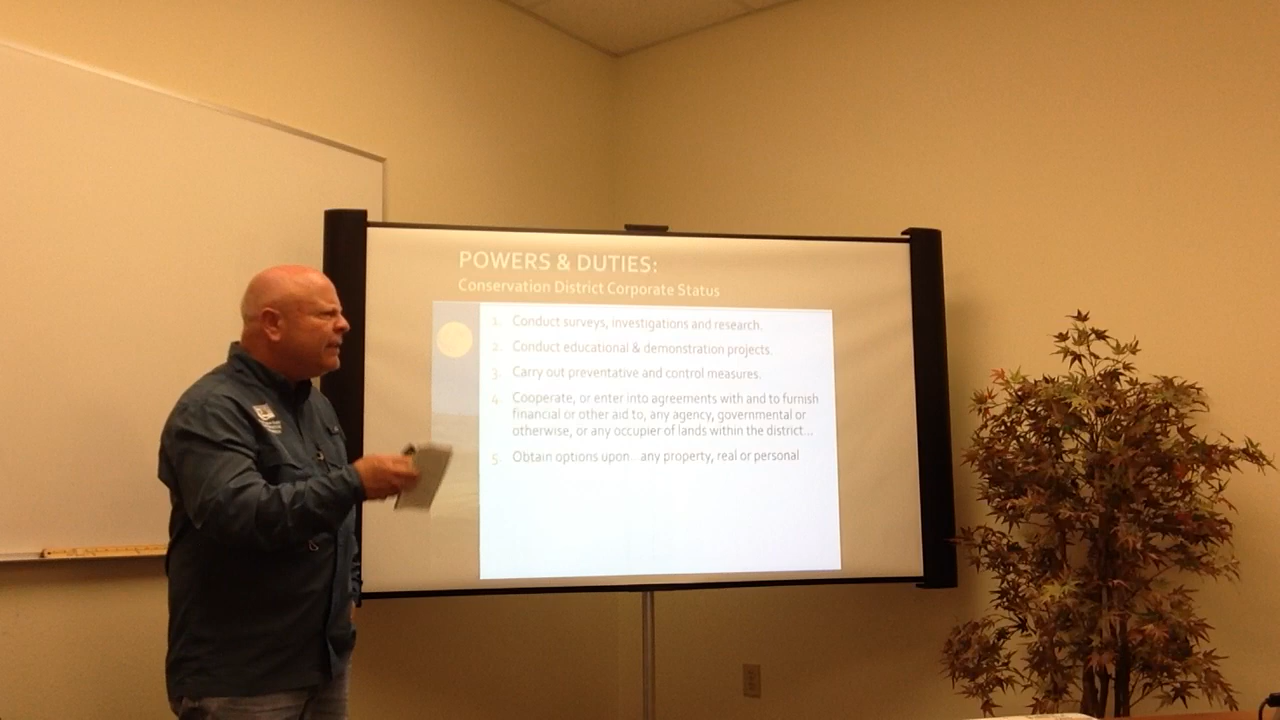 POWERS & DUTIES:
Conservation District Corporate Status
1. Conduct surveys, investigations and research.
2. Conduct educational & demonstration projects.
3. Carry out preventative and control measures.
4. Cooperate, or enter into agreements with and to furnish
financial or other aid to, any agency, governmental or
otherwise, or any occupier of lands within the district...
5. Obtain options upon...any property, real or personal